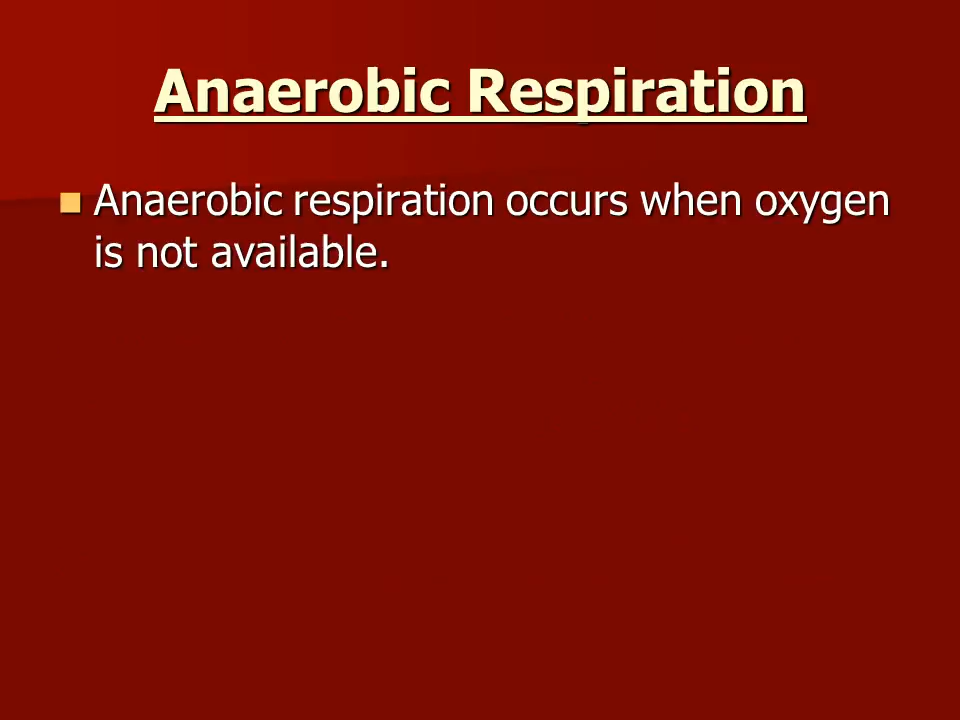 Anaerobic Respiration
Anaerobic respiration occurs when oxygen
is not available.